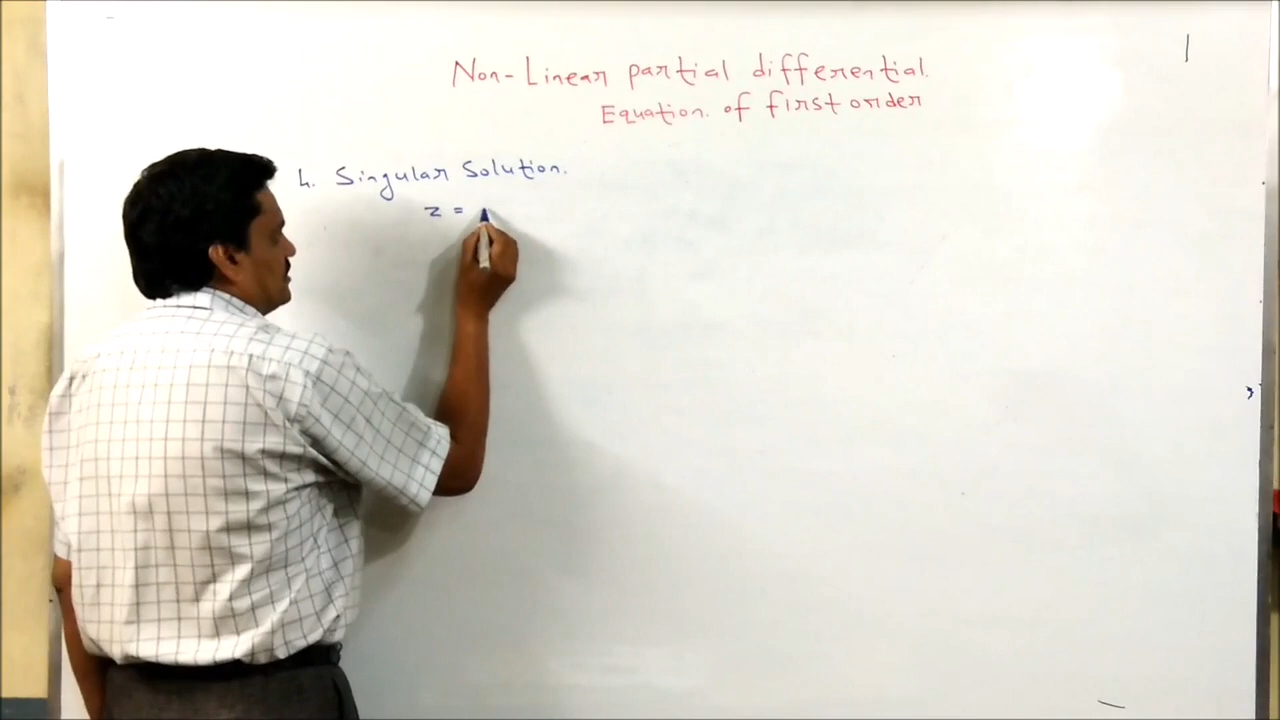 Non-Linear partial differential
Equation. of first order
4. Singular Solution.
z =